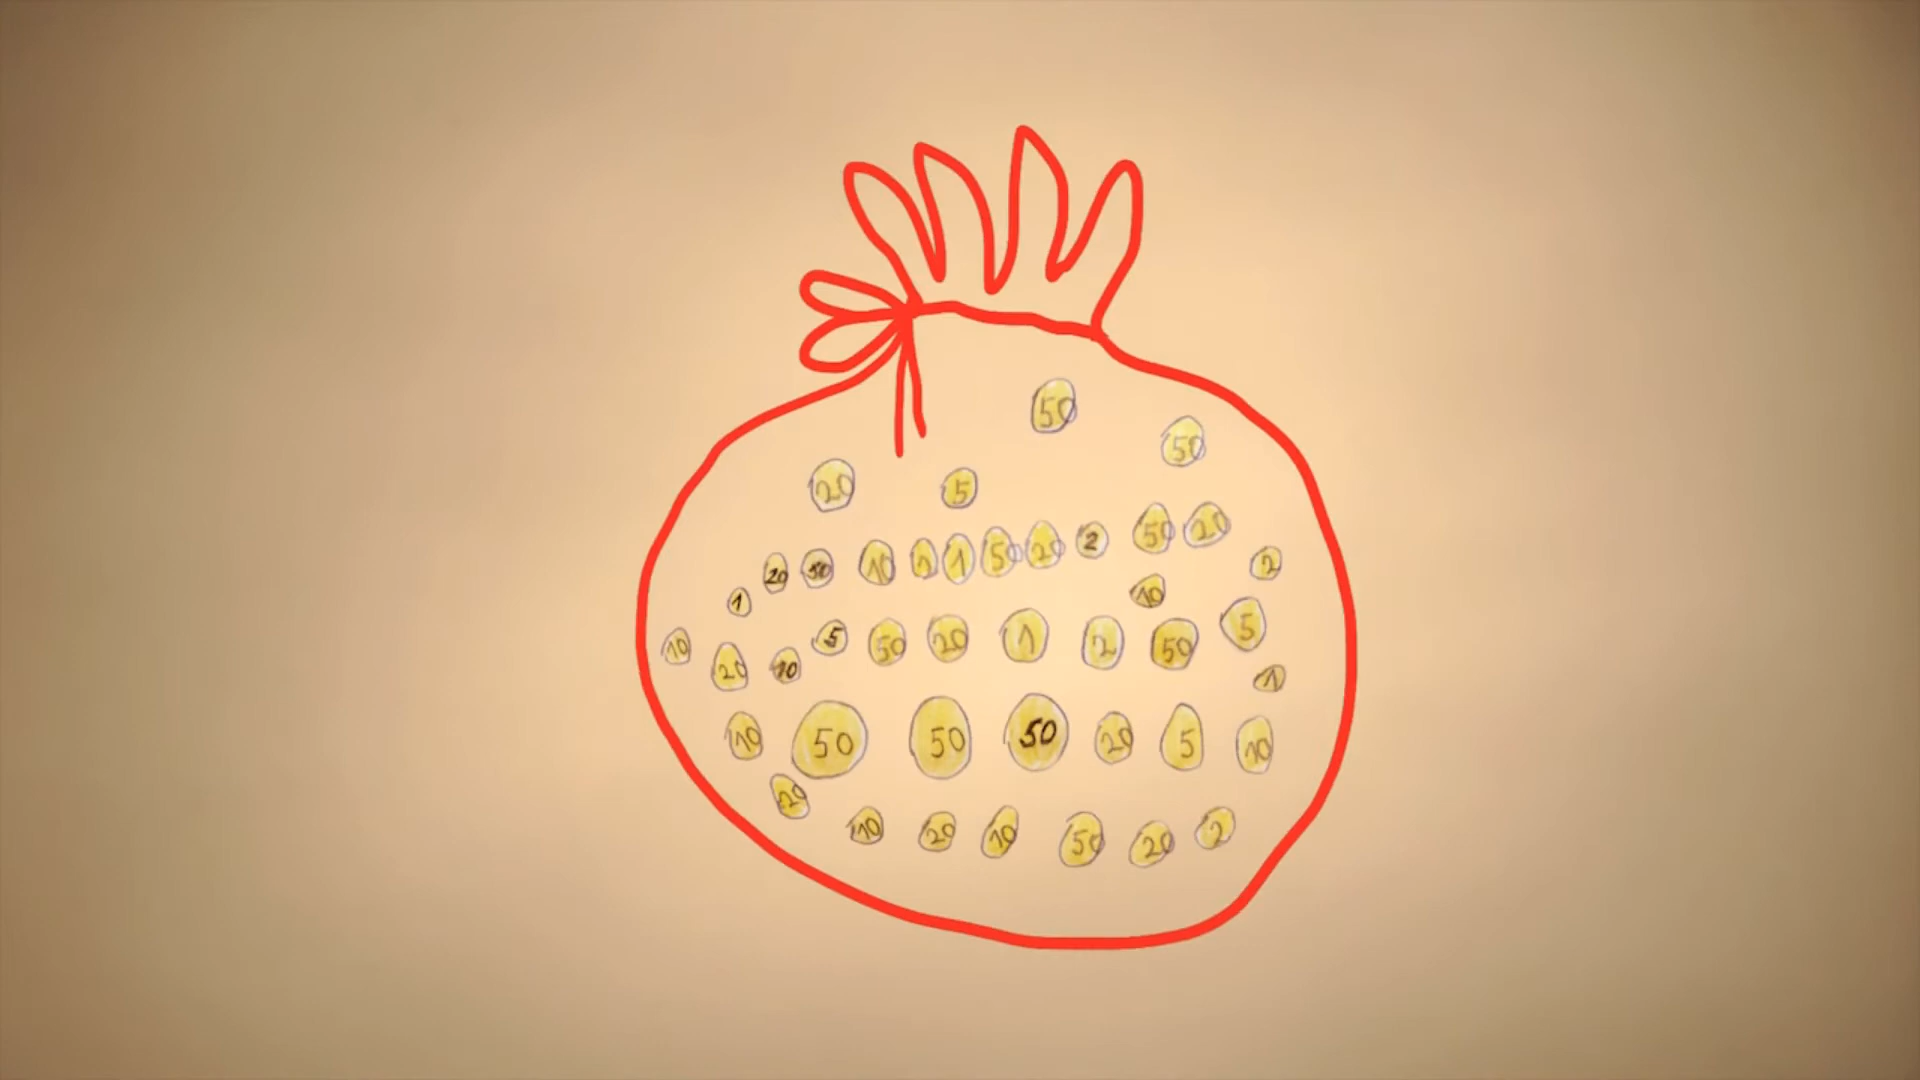 50
50
20 5
20 50 10 2 1 50 20 2 50 20
1 10 2
10 20 10 5 50 20 1 2 50 5
1
10 50 50 50 20 5 10
20
10 20 10 50 20 2